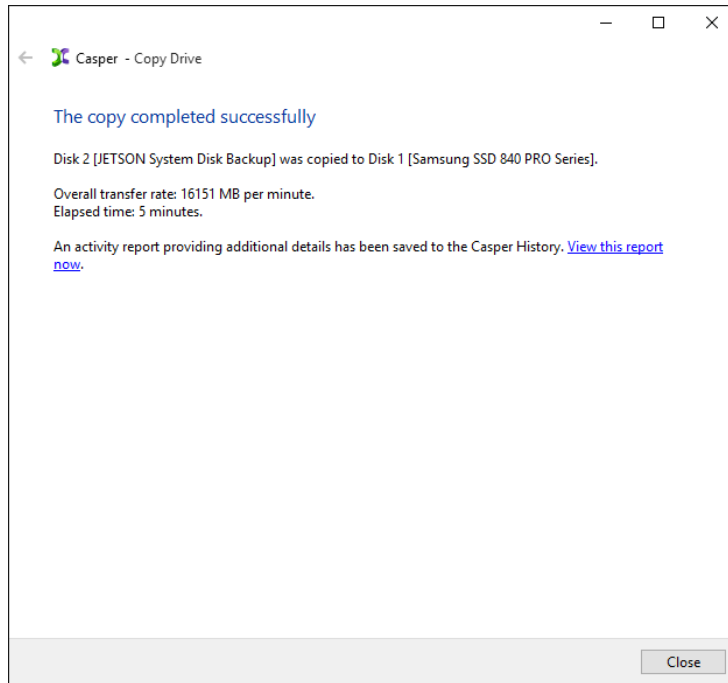 Casper - Copy Drive
The copy completed successfully
Disk 2 [JETSON System Disk Backup] was copied to Disk 1 [Samsung SSD 840 PRO Series].
Overall transfer rate: 16151 MB per minute.
Elapsed time: 5 minutes.
An activity report providing additional details has been saved to the Casper History. View this report
now.
Close